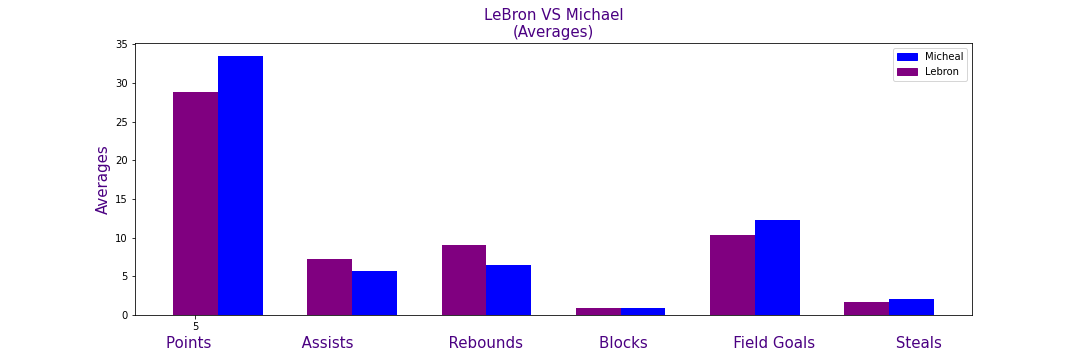 LeBron VS Michael
(Averages)
Micheal
Lebron
Averages
35
30
25
20
15
10
5
0
5
Points Assists Rebounds Blocks Field Goals Steals